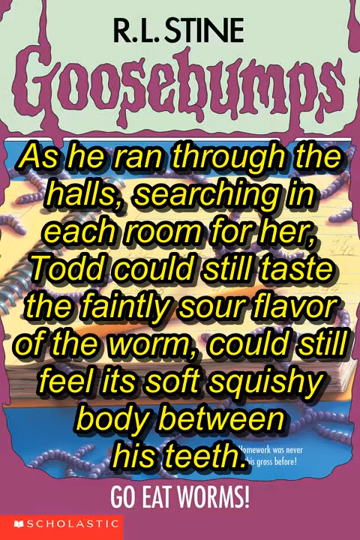 R.L. STINE
Goosebumps
As he ran through the
halls, searching in
each room for her,
Todd could still taste
the faintly sour flavor
of the worm, could still
feel its soft squishy
body between
his teeth.
Homework was never
this gross before!
GO EAT WORMS!
SCHOLASTIC